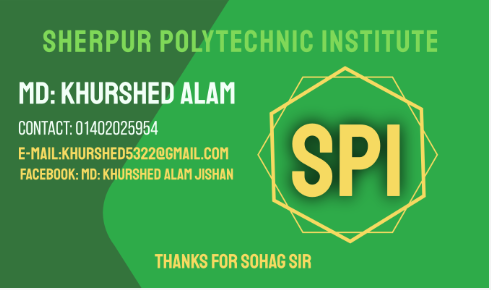 SHERPUR POLYTECHNIC INSTITUTE
MD: KHURSHED ALAM
CONTACT: 01402025954
E-MAIL:KHURSHED5322@GMAIL.COM
FACEBOOK: MD: KHURSHED ALAM JISHAN
SPI
THANKS FOR SOHAG SIR